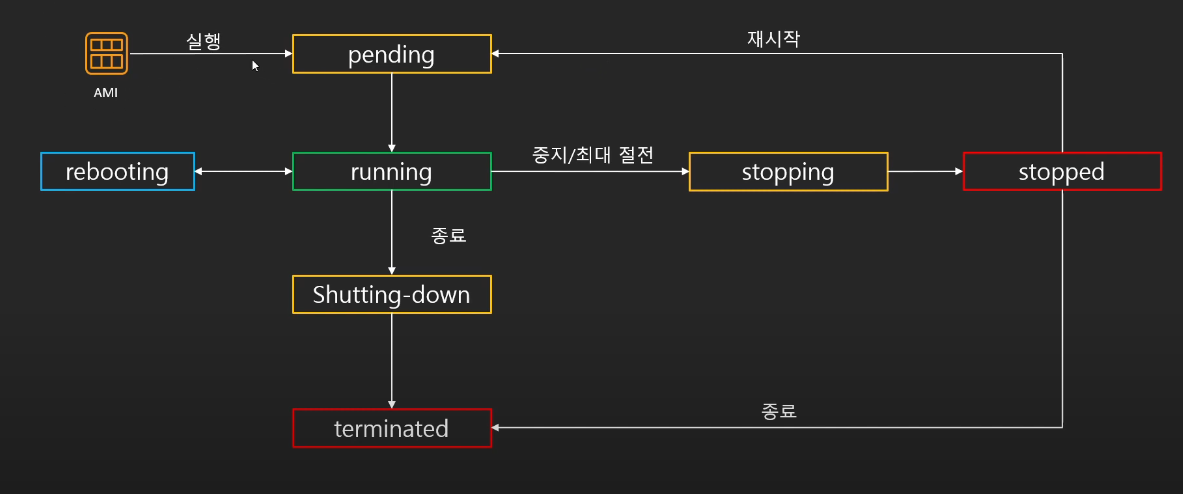 실행
pending
재시작
AMI
rebooting
running
중지/최대 절전
stopping
stopped
종료
Shutting-down
종료
terminated